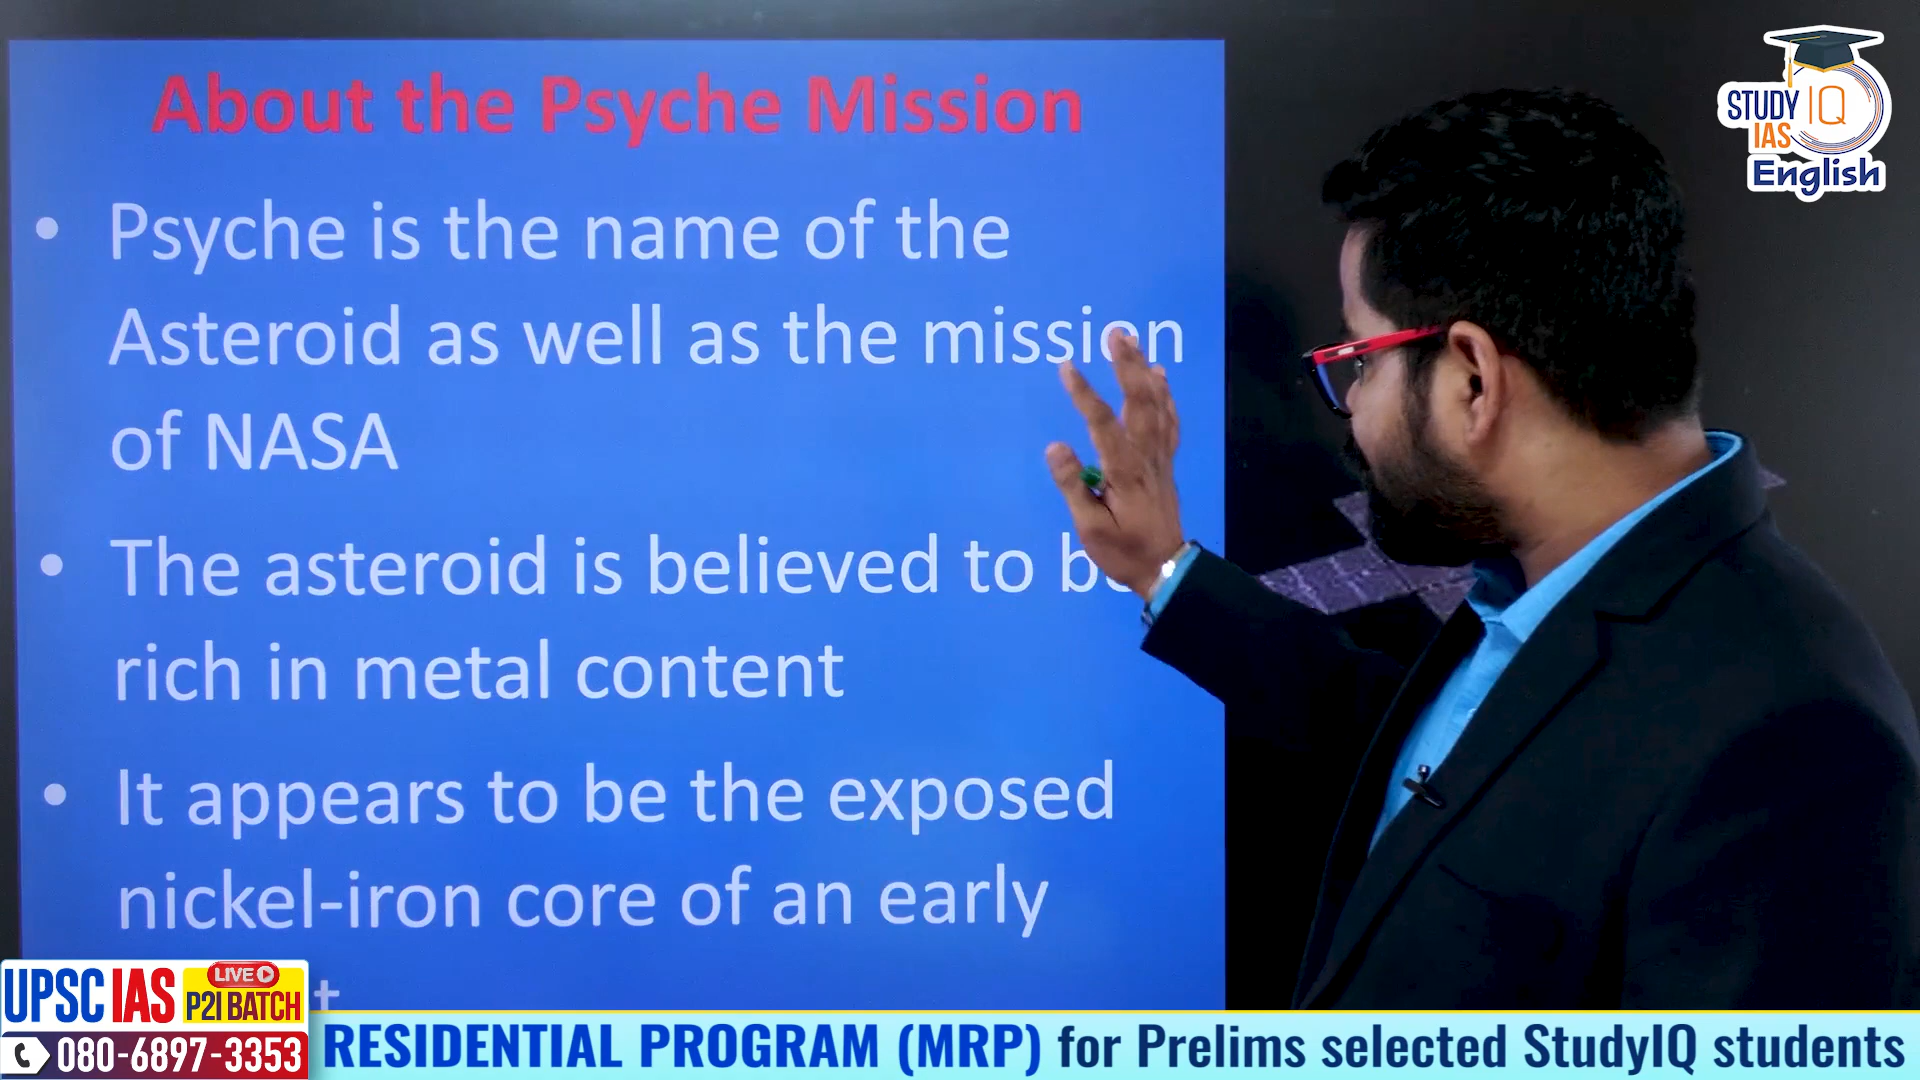 About the Psyche Mission
• Psyche is the name of the
Asteroid as well as the mission
of NASA
• The asteroid is believed to be
rich in metal content
• It appears to be the exposed
nickel-iron core of an early
t
STUDY IQ
IAS
English
UPSC IAS
LIVE
P2I BATCH
080-6897-3353
RESIDENTIAL PROGRAM (MRP) for Prelims selected StudyIQ students